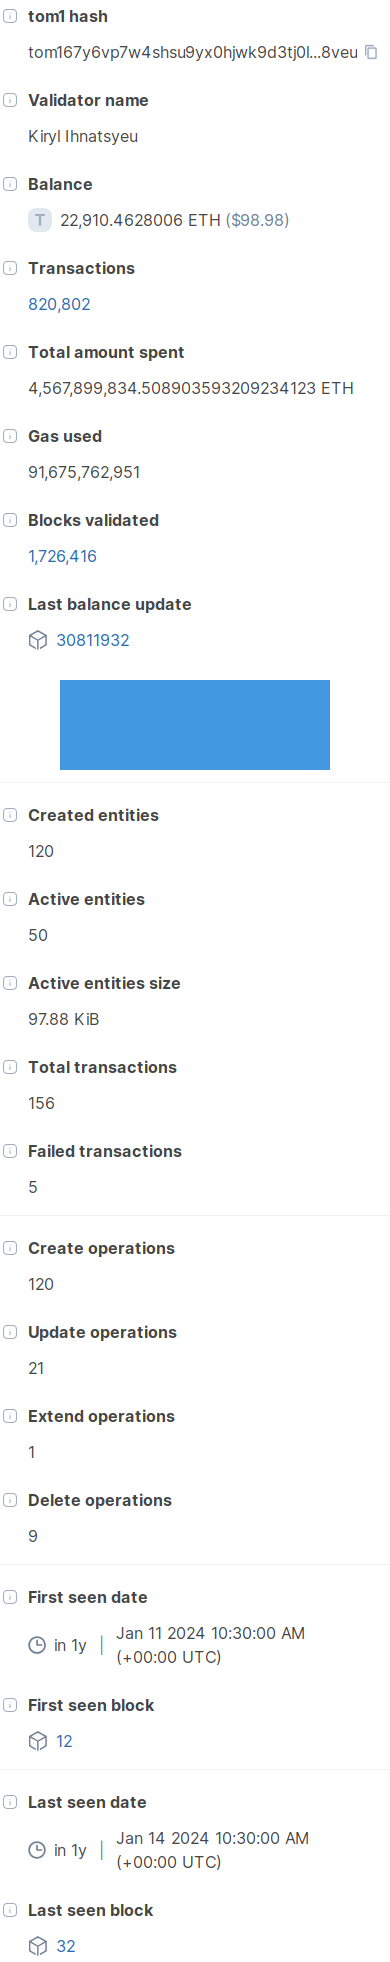 tom1 hash
tom167y6vp7w4shsu9yx0hjwk9d3tj0l...8veu
Validator name
Kiryl Ihnatsyeu
Balance
T 22,910.4628006 ETH ($98.98)
Transactions
820,802
Total amount spent
4,567,899,834.508903593209234123 ETH
Gas used
91,675,762,951
Blocks validated
1,726,416
Last balance update
30811932
Created entities
120
Active entities
50
Active entities size
97.88 KiB
Total transactions
156
Failed transactions
5
Create operations
120
Update operations
21
Extend operations
1
Delete operations
9
First seen date
in 1y | Jan 11 2024 10:30:00 AM
(+00:00 UTC)
First seen block
12
Last seen date
in 1y | Jan 14 2024 10:30:00 AM
(+00:00 UTC)
Last seen block
32